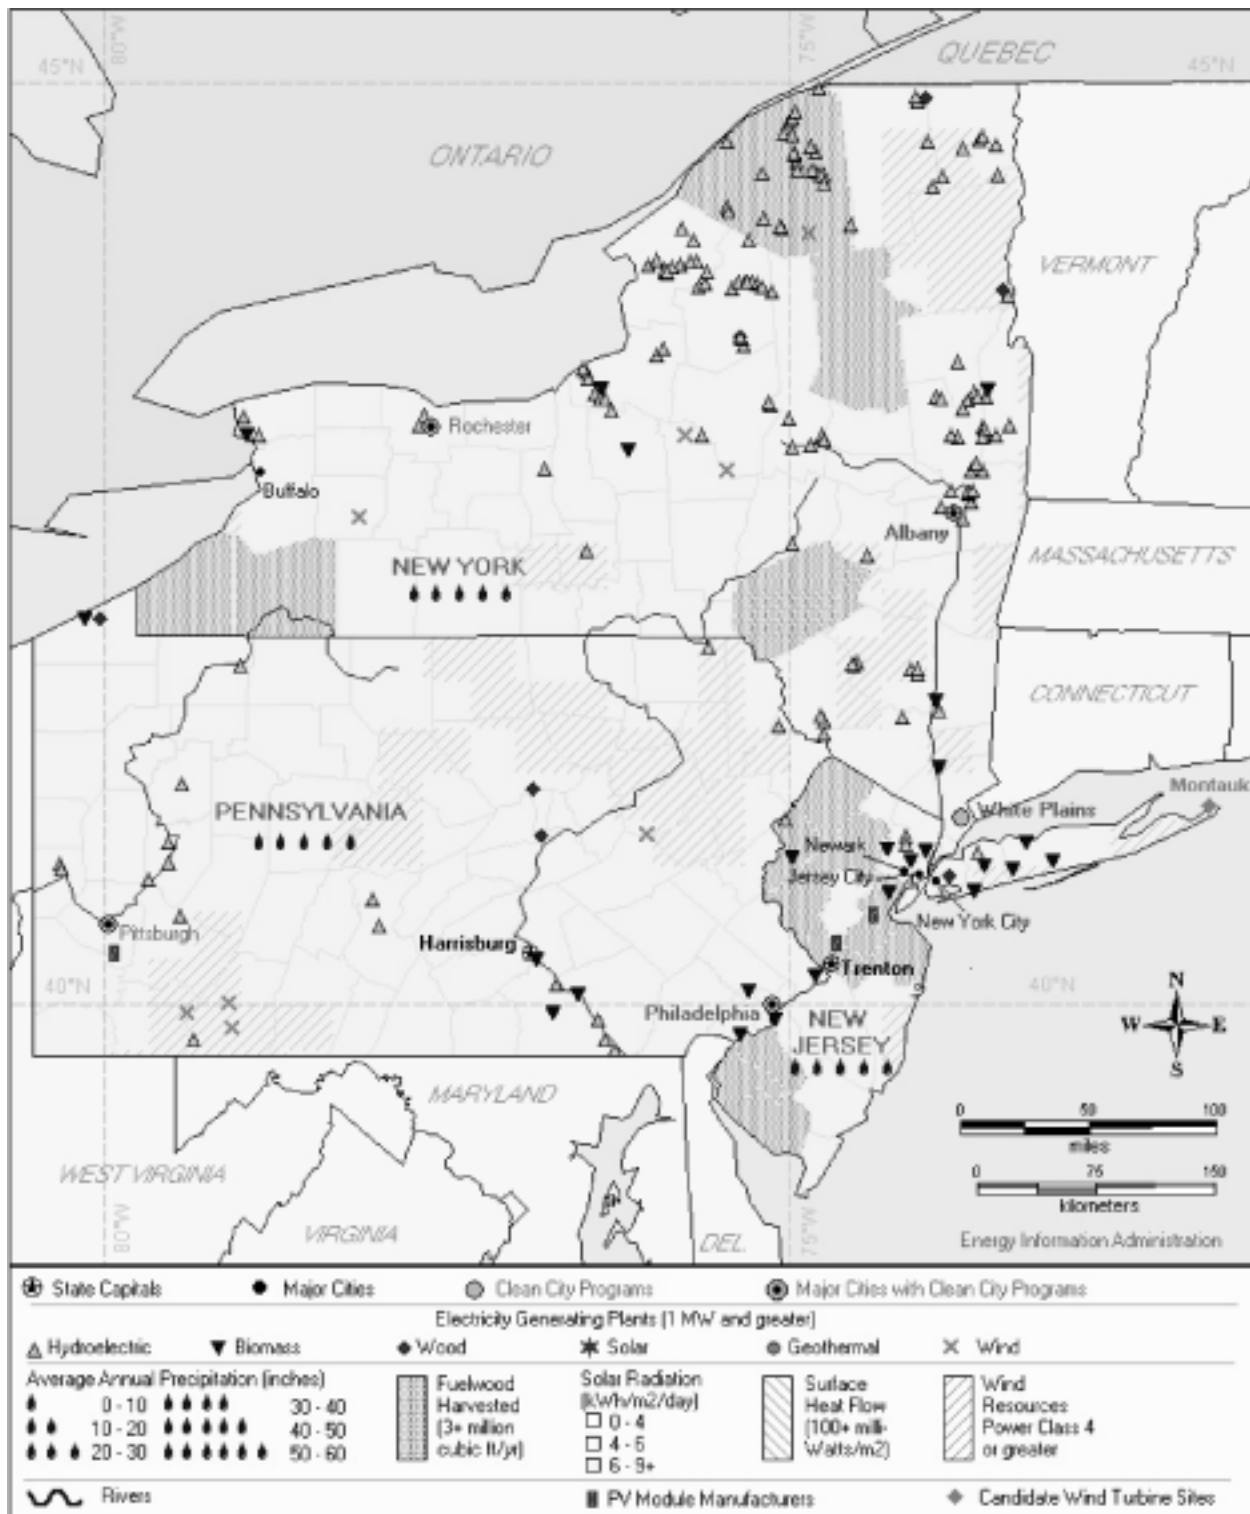 80°W
75°W
QUEBEC
45°N
45°N
ONTARIO
VERMONT
Rochester
Buffalo
Albany
MASSACHUSETTS
NEW YORK
CONNECTICUT
Montauk
PENNSYLVANIA
White Plains
Newark
Jersey City
New York City
Pittsburgh
Harrisburg
Trenton
40°N
40°N
Philadelphia
NEW
JERSEY
N
W E
S
MARYLAND
0 50 100
miles
WEST VIRGINIA
0 75 150
kilometers
VIRGINIA
80°W
DEL.
75°W
Energy Information Administration
State Capitals Major Cities Clean City Programs Major Cities with Clean City Programs
Electricity Generating Plants (1 MW and greater)
Hydroelectric Biomass Wood Solar Geothermal Wind
Average Annual Precipitation (inches)
0 - 10 30 - 40
10 - 20 40 - 50
20 - 30 50 - 60
Fuelwood
Harvested
(3+ million
cubic ft/yr)
Solar Radiation
(kWh/m2/day)
0 - 4
4 - 5
6 - 9+
Surface
Heat Flow
(100+ milli-
Watts/m2)
Wind
Resources
Power Class 4
or greater
Rivers PV Module Manufacturers Candidate Wind Turbine Sites